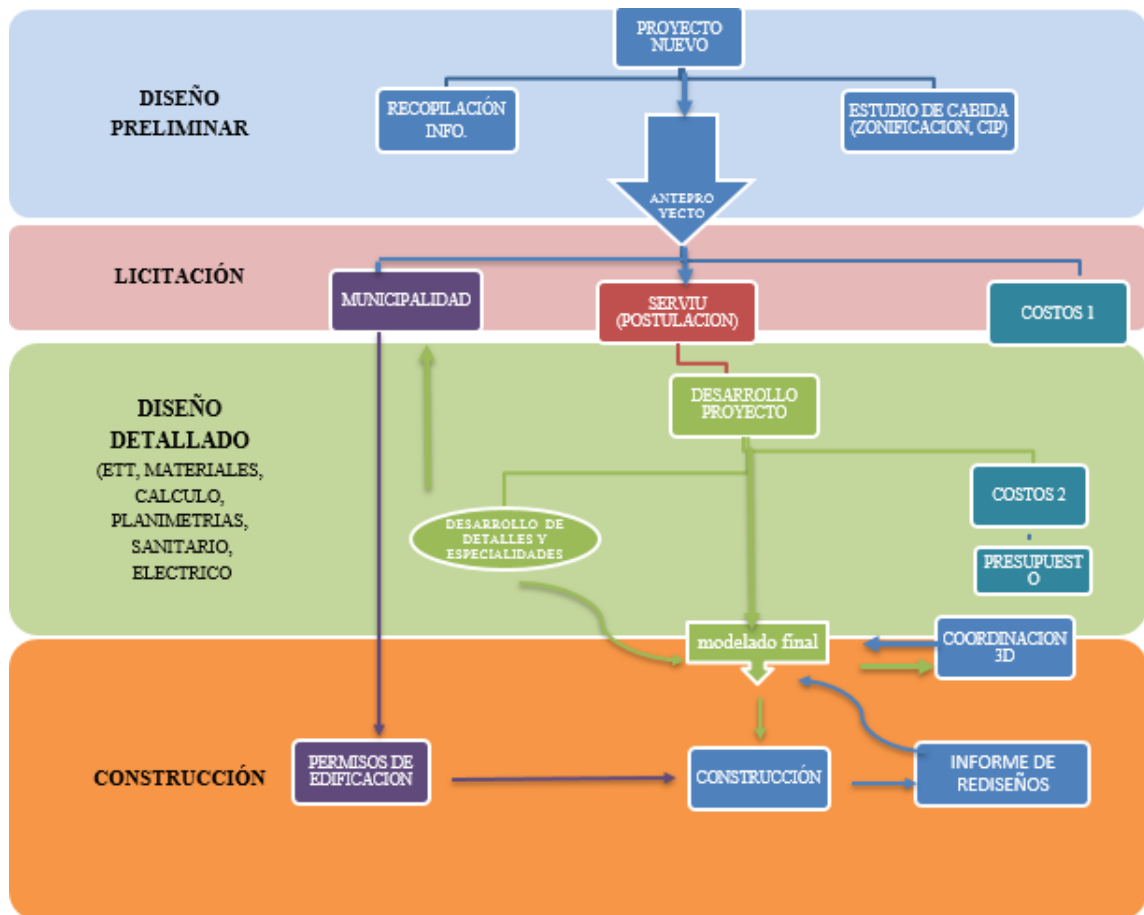 PROYECTO
NUEVO
DISEÑO
PRELIMINAR
RECOPILACIÓN
INFO.
ESTUDIO DE CABIDA
(ZONIFICACION, CIP)
ANTEPRO
YECTO
LICITACIÓN
MUNICIPALIDAD
SERVIU
(POSTULACION)
COSTOS 1
DISEÑO
DETALLADO
(ETT, MATERIALES,
CALCULO,
PLANIMETRIAS,
SANITARIO,
ELECTRICO
DESARROLLO
PROYECTO
COSTOS 2
DESARROLLO DE
DETALLES Y
ESPECIALIDADES
PRESUPUEST
O
modelado final
COORDINACION
3D
CONSTRUCCIÓN
PERMISOS DE
EDIFICACION
CONSTRUCCIÓN
INFORME DE
REDISEÑOS